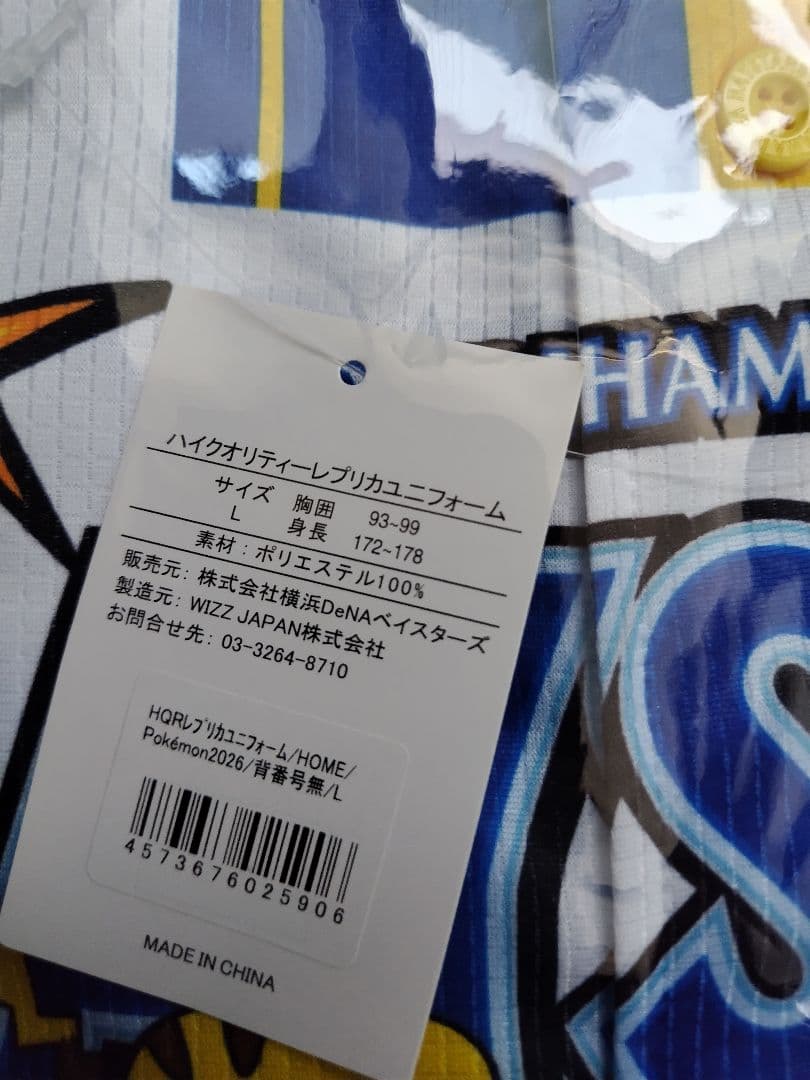 HAM
ハイクオリティーレプリカユニフォーム
サイズ 胸囲 93~99
L 身長 172~178
素材：ポリエステル100%
販売元：株式会社横浜DeNAベイスターズ
製造元：WIZZ JAPAN株式会社
お問合せ先：03-3264-8710
HQRﾚﾌﾟﾘｶﾕﾆﾌｫｰﾑ/HOME/
Pokémon2026/背番号無/L
4573676025906
MADE IN CHINA
S